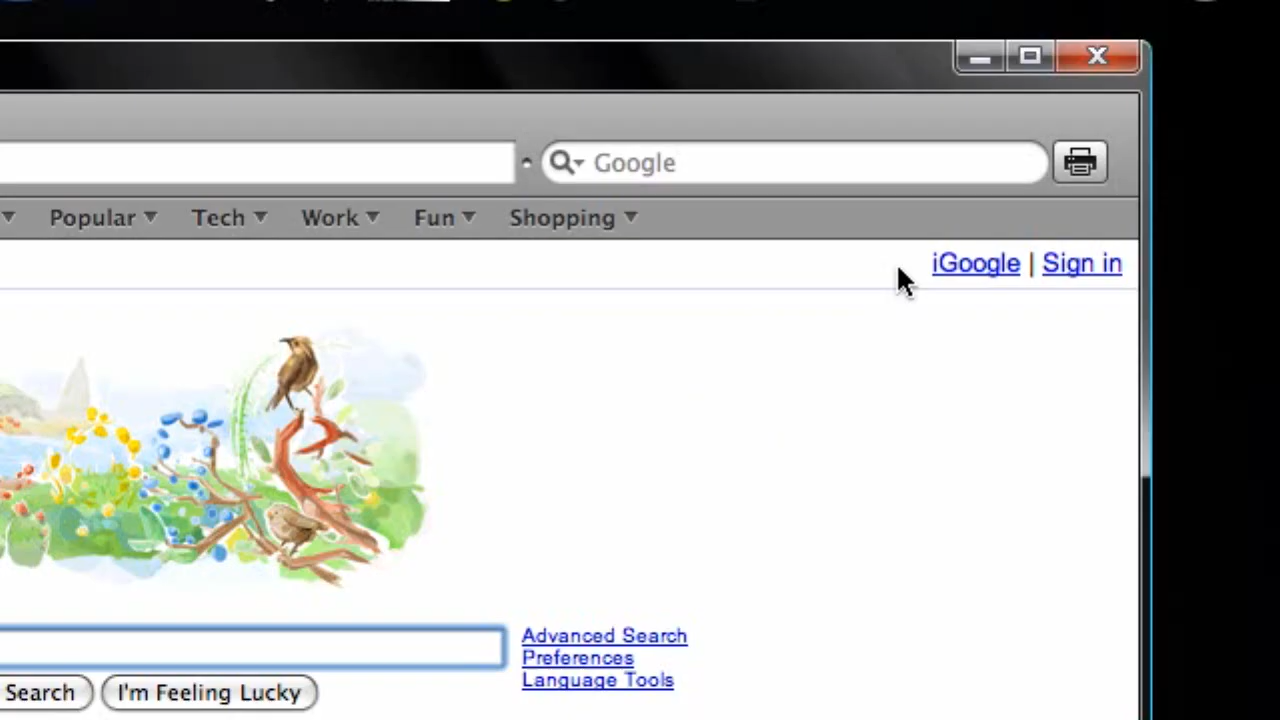 Google
Popular Tech Work Fun Shopping
iGoogle | Sign in
Advanced Search
Preferences
Language Tools
Search I'm Feeling Lucky